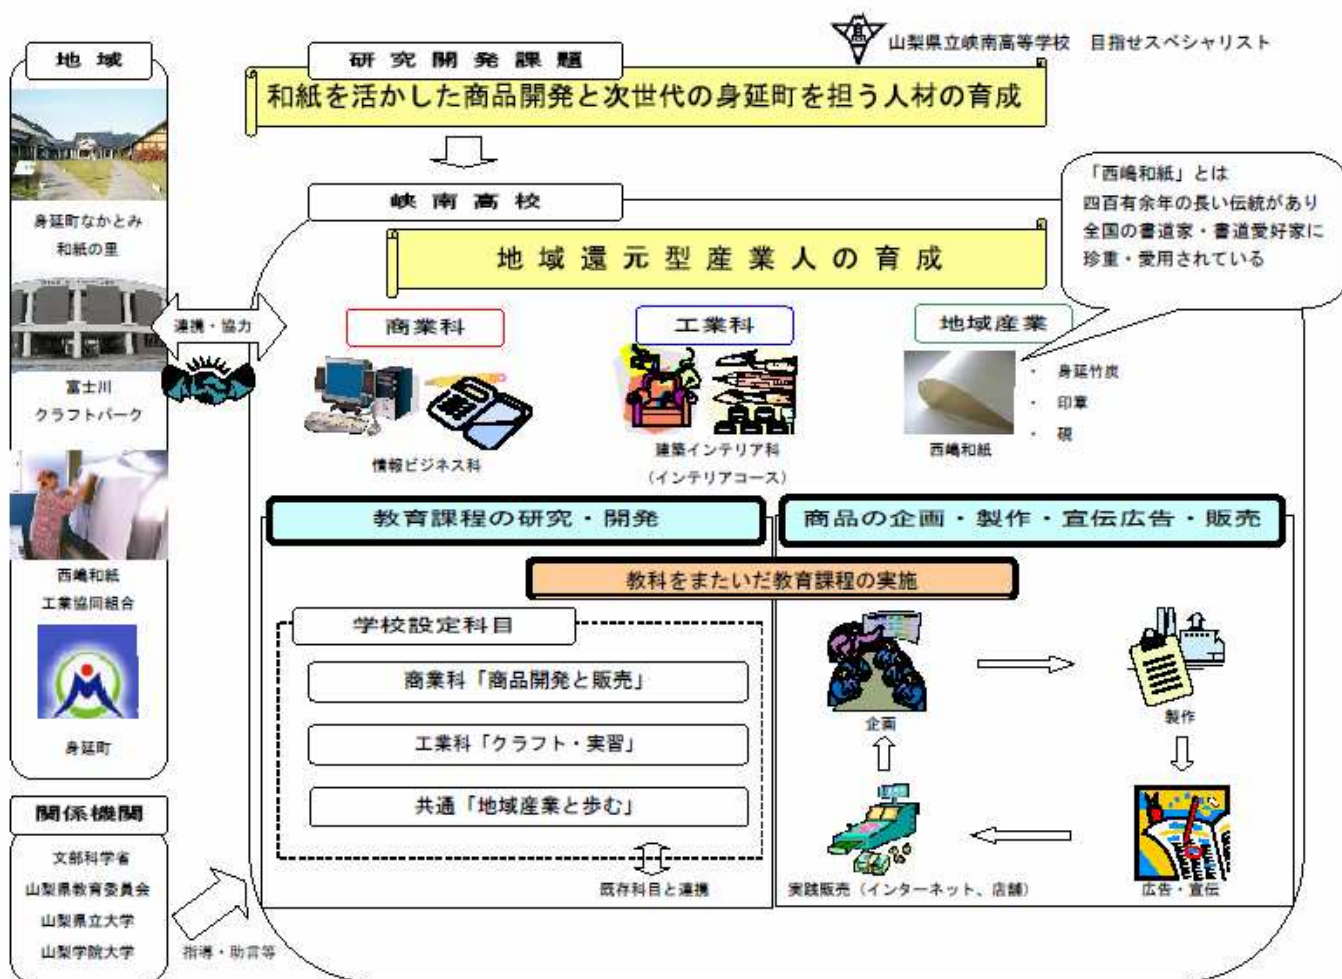 山梨県立峡南高等学校 目指せスペシャリスト
研究開発課題
和紙を活かした商品開発と次世代の身延町を担う人材の育成
地域
身延町なかとみ
和紙の里
富士川
クラフトパーク
西嶋和紙
工業協同組合
身延町
連携・協力
関係機関
文部科学省
山梨県教育委員会
山梨県立大学
山梨学院大学
指導・助言等
峡南高校
地域還元型産業人の育成
「西嶋和紙」とは
四百有余年の長い伝統があり
全国の書道家・書道愛好家に
珍重・愛用されている
商業科
情報ビジネス科
工業科
建築インテリア科
（インテリアコース）
地域産業
西嶋和紙
・ 身延竹炭
・ 印章
・ 硯
教育課程の研究・開発
商品の企画・製作・宣伝広告・販売
教科をまたいだ教育課程の実施
学校設定科目
商業科「商品開発と販売」
工業科「クラフト・実習」
共通「地域産業と歩む」
既存科目と連携
企画
製作
実践販売（インターネット、店舗）
広告・宣伝